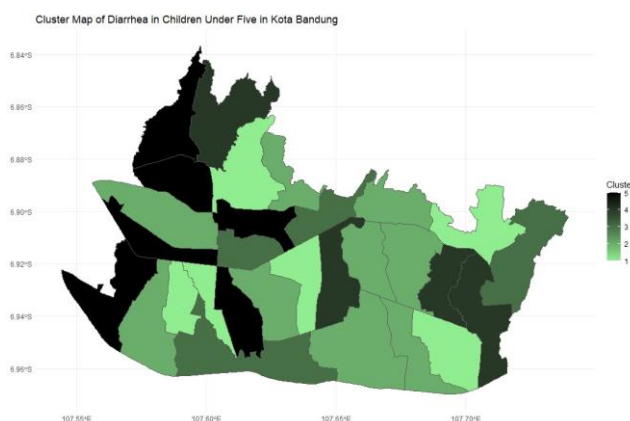 Cluster Map of Diarrhea in Children Under Five in Kota Bandung
6.84°S
6.86°S
6.88°S
6.90°S
6.92°S
6.94°S
6.96°S
107.55°E 107.60°E 107.65°E 107.70°E
Cluster
5
4
3
2
1